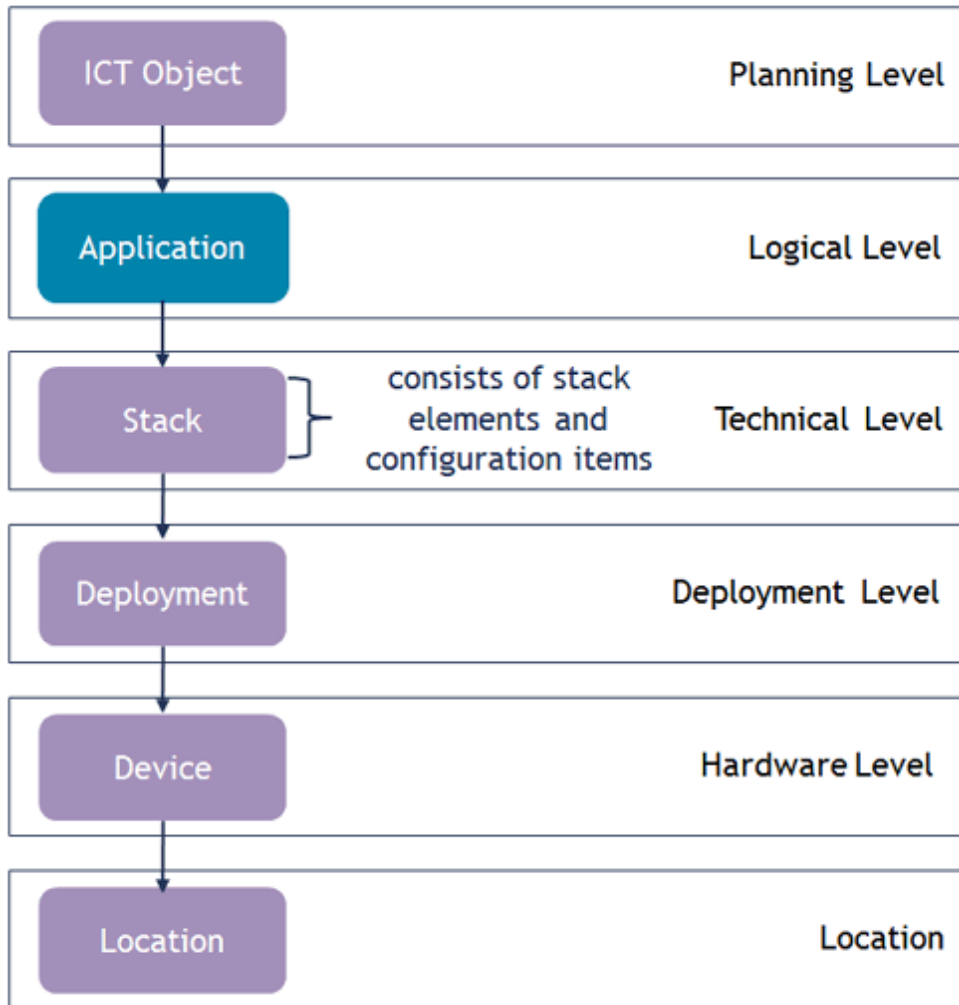 ICT Object
Planning Level
Application
Logical Level
Stack
consists of stack
elements and
configuration items
Technical Level
Deployment
Deployment Level
Device
Hardware Level
Location
Location